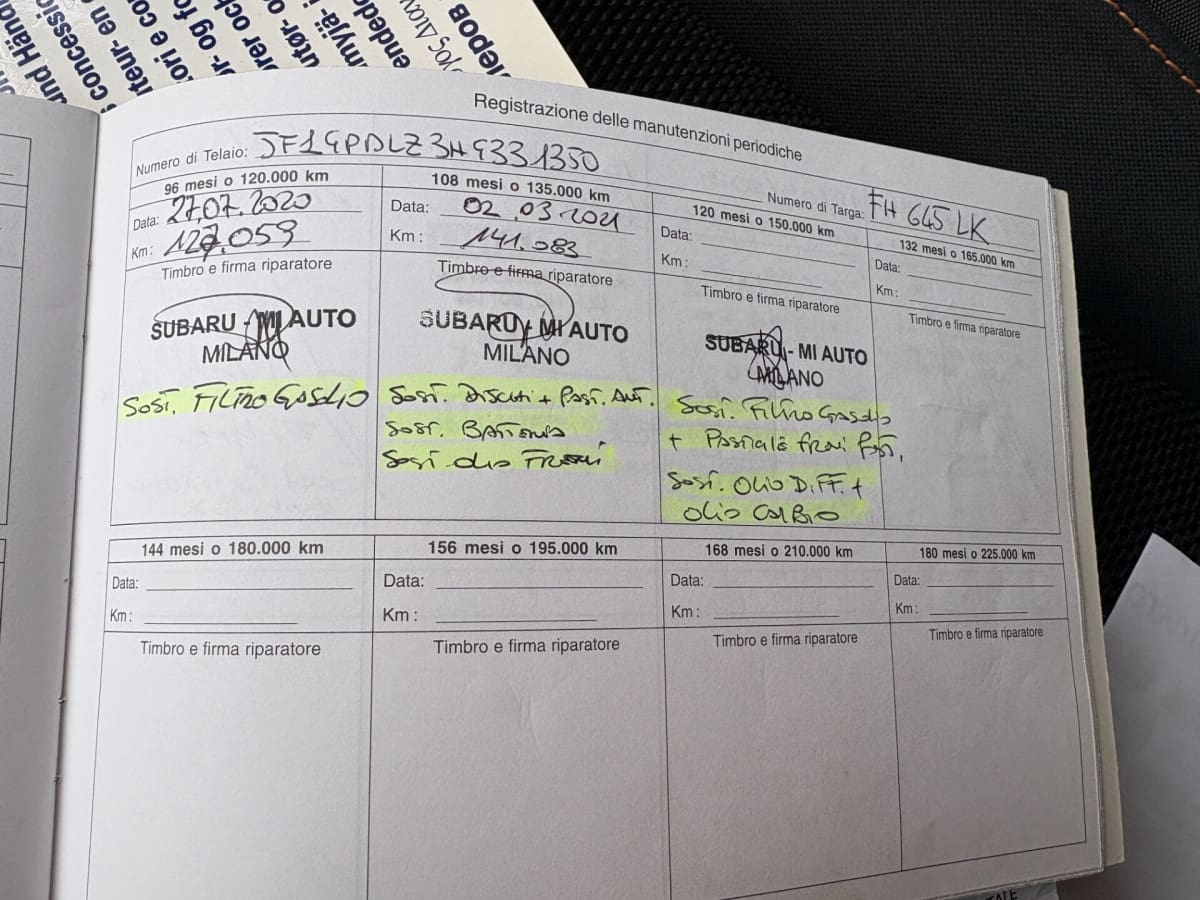 Registrazione delle manutenzioni periodiche
Numero di Telaio: JF1GPDLZ3H9331350
Numero di Targa: FH 645 LK
96 mesi o 120.000 km
Data: 27.07.2020
Km: 127.059
Timbro e firma riparatore
SUBARU - MI AUTO
MILANO
Sost. FILTRO GASOLIO
108 mesi o 135.000 km
Data: 02.03.2021
Km: 141.083
Timbro e firma riparatore
SUBARU - MI AUTO
MILANO
Sost. Dischi + Past. Ant.
Sost. BATTERIA
Sost olio FRENI
120 mesi o 150.000 km
Data:
Km:
Timbro e firma riparatore
SUBARU - MI AUTO
MILANO
Sost. Filtro Gasolio
+ Pastiglie freni Post.
Sost. OLIO DIFF. +
OLIO CAMBIO
132 mesi o 165.000 km
Data:
Km:
Timbro e firma riparatore
144 mesi o 180.000 km
Data:
Km:
Timbro e firma riparatore
156 mesi o 195.000 km
Data:
Km:
Timbro e firma riparatore
168 mesi o 210.000 km
Data:
Km:
Timbro e firma riparatore
180 mesi o 225.000 km
Data:
Km:
Timbro e firma riparatore